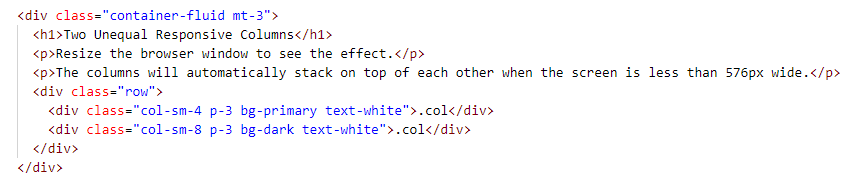 <div class="container-fluid mt-3">
<h1>Two Unequal Responsive Columns</h1>
<p>Resize the browser window to see the effect.</p>
<p>The columns will automatically stack on top of each other when the screen is less than 576px wide.</p>
<div class="row">
<div class="col-sm-4 p-3 bg-primary text-white">.col</div>
<div class="col-sm-8 p-3 bg-dark text-white">.col</div>
</div>
</div>